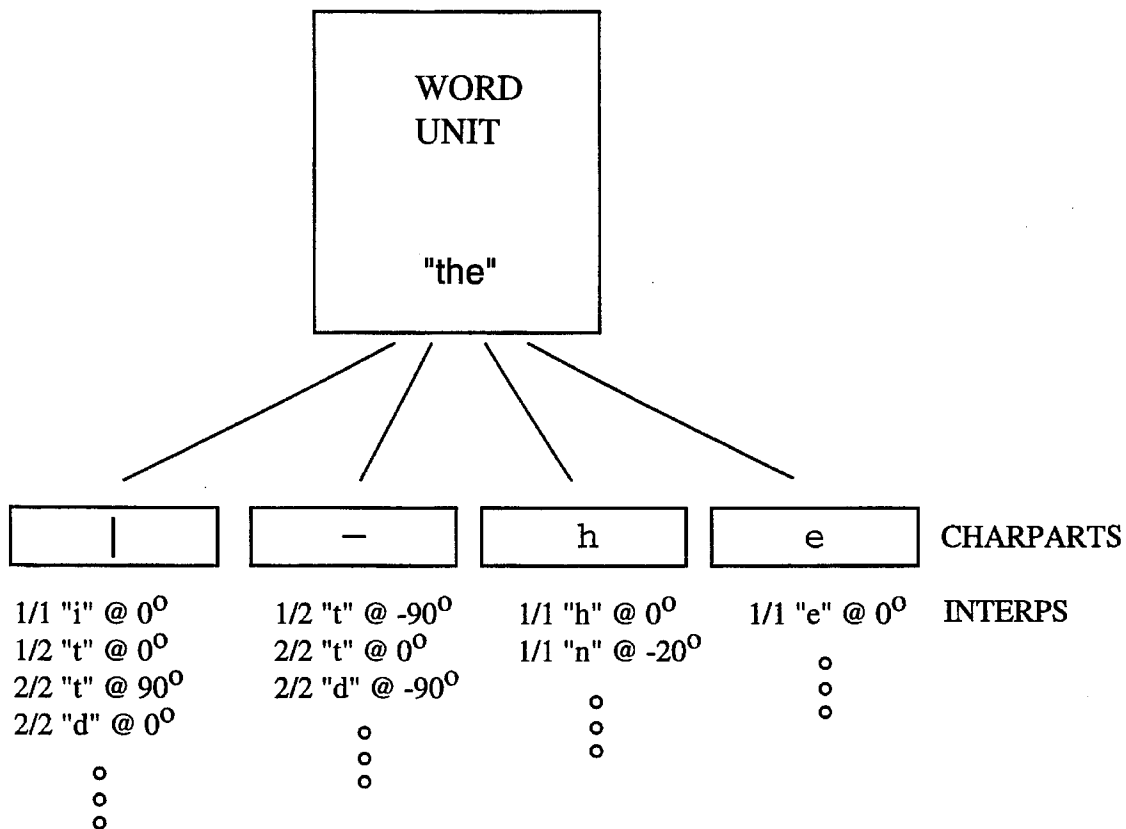 WORD
UNIT
"the"
| — h e CHARPARTS
1/1 "i" @ 0° 1/2 "t" @ -90° 1/1 "h" @ 0° 1/1 "e" @ 0° INTERPS
1/2 "t" @ 0° 2/2 "t" @ 0° 1/1 "n" @ -20°
2/2 "t" @ 90° 2/2 "d" @ -90°
2/2 "d" @ 0°